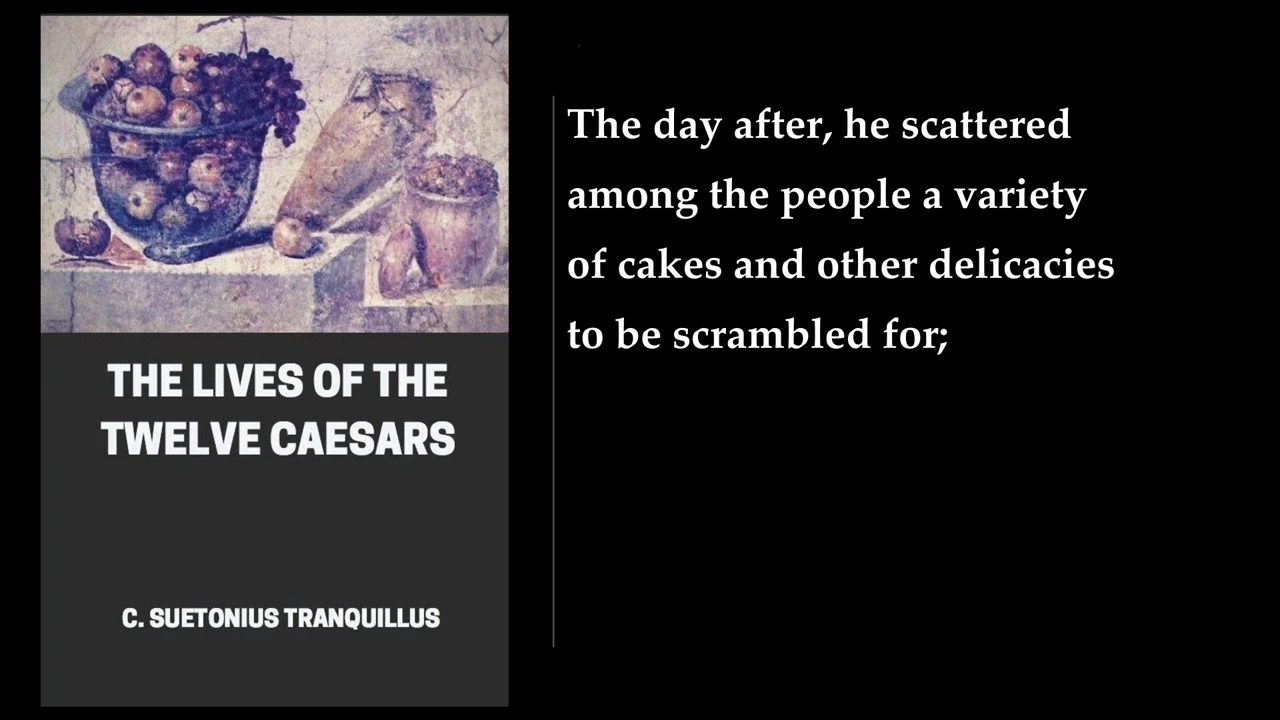 THE LIVES OF THE
TWELVE CAESARS
C. SUETONIUS TRANQUILLUS
The day after, he scattered
among the people a variety
of cakes and other delicacies
to be scrambled for;